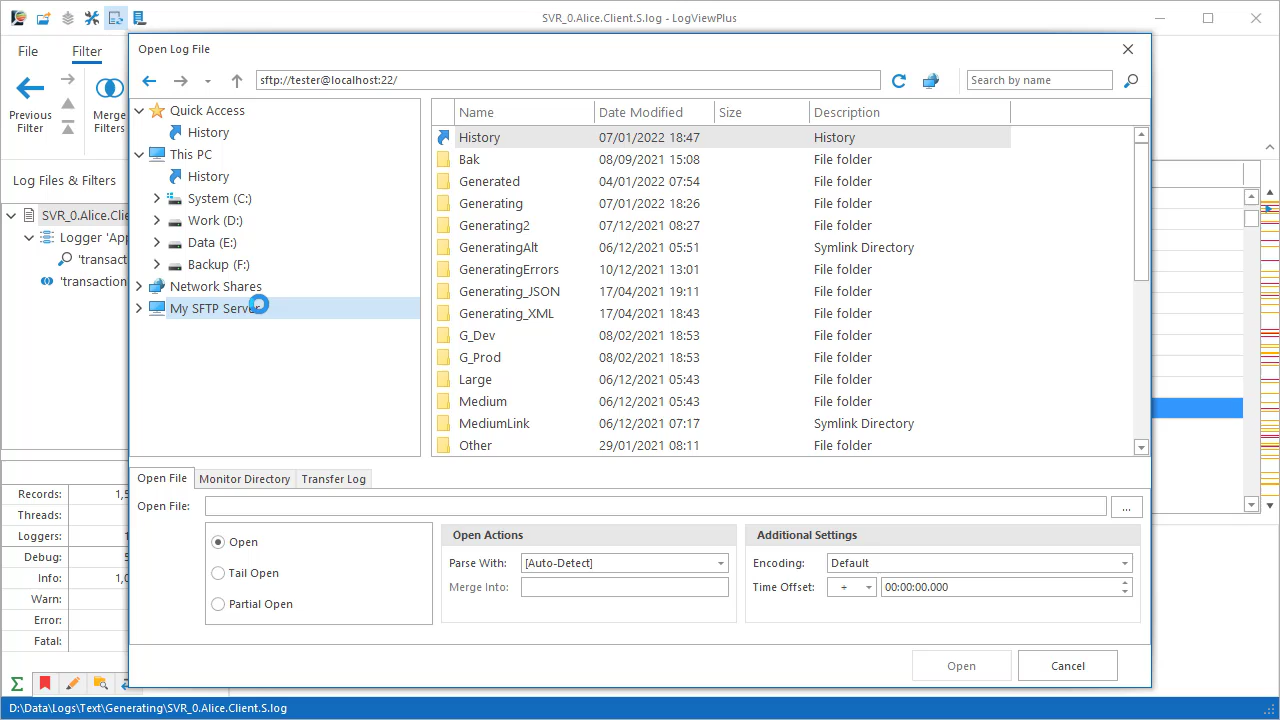 SVR_0.Alice.Client.S.log - LogViewPlus
File
Filter
Previous Filter
Merge Filters
Log Files & Filters
SVR_0.Alice.Clie
Logger 'App
'transact
'transaction
Records: 1,5
Threads:
Loggers: 1
Debug: 5
Info: 1,0
Warn:
Error:
Fatal:
Open Log File
sftp://tester@localhost:22/
Search by name
Quick Access
History
This PC
History
System (C:)
Work (D:)
Data (E:)
Backup (F:)
Network Shares
My SFTP Server
Name Date Modified Size Description
History 07/01/2022 18:47 History
Bak 08/09/2021 15:08 File folder
Generated 04/01/2022 07:54 File folder
Generating 07/01/2022 18:26 File folder
Generating2 07/12/2021 08:27 File folder
GeneratingAlt 06/12/2021 05:51 Symlink Directory
GeneratingErrors 10/12/2021 13:01 File folder
Generating_JSON 17/04/2021 19:11 File folder
Generating_XML 17/04/2021 18:43 File folder
G_Dev 08/02/2021 18:53 File folder
G_Prod 08/02/2021 18:53 File folder
Large 06/12/2021 05:43 File folder
Medium 06/12/2021 05:43 File folder
MediumLink 06/12/2021 07:17 Symlink Directory
Other 29/01/2021 08:11 File folder
Open File Monitor Directory Transfer Log
Open File: ...
Open
Tail Open
Partial Open
Open Actions
Parse With: [Auto-Detect]
Merge Into:
Additional Settings
Encoding: Default
Time Offset: + 00:00:00.000
Open Cancel
D:\Data\Logs\Text\Generating\SVR_0.Alice.Client.S.log